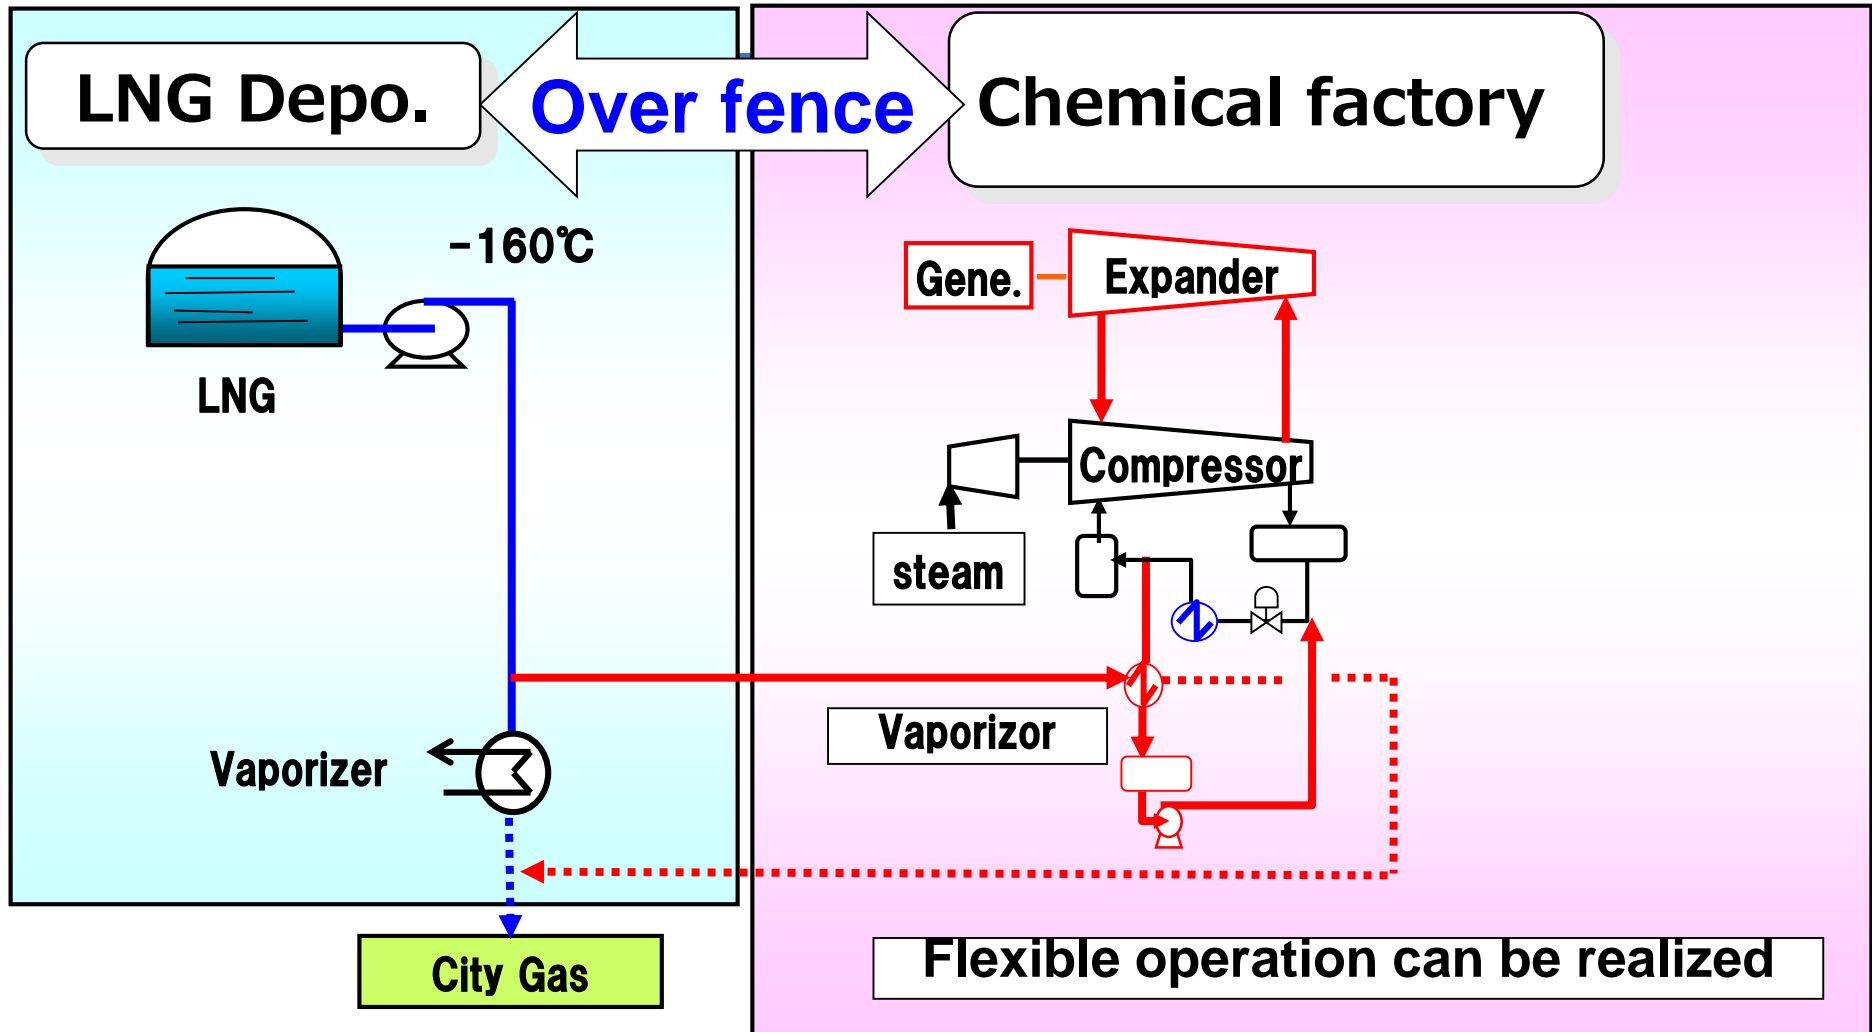 LNG Depo.
Over fence
Chemical factory
-160℃
LNG
Gene.
Expander
Compressor
steam
Vaporizor
Vaporizer
City Gas
Flexible operation can be realized